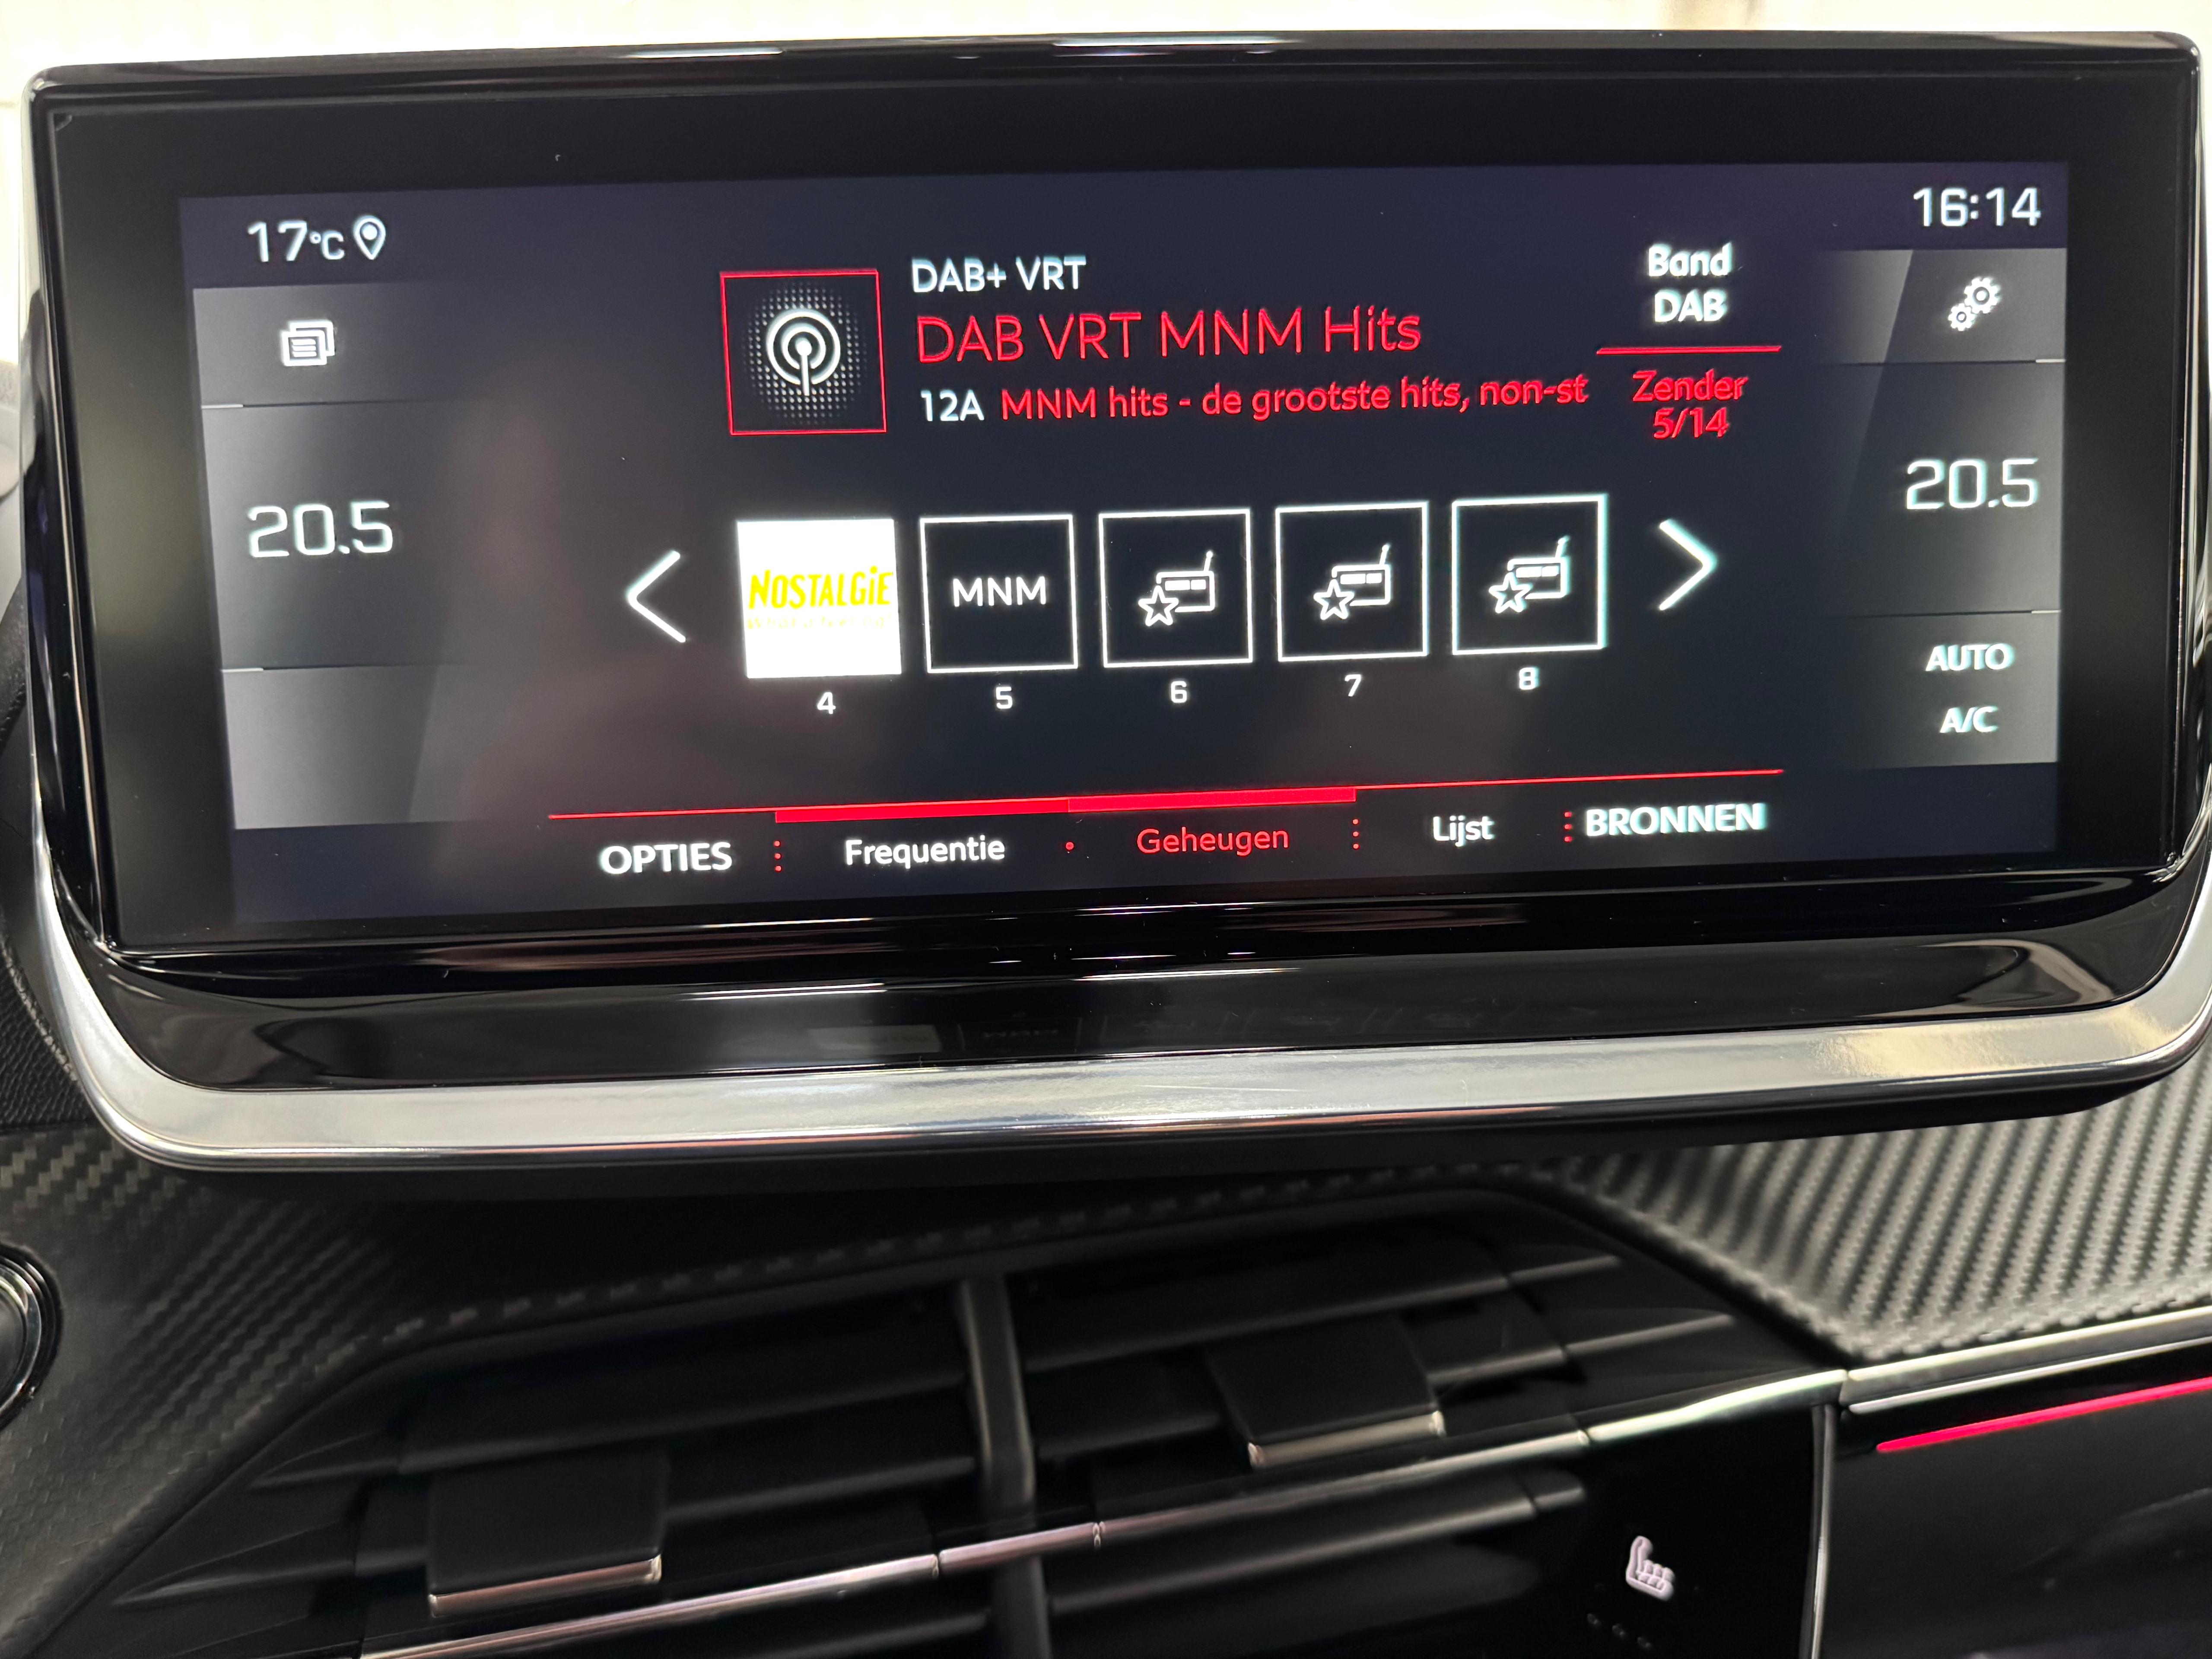 17°C
16:14
DAB+ VRT
DAB VRT MNM Hits
12A MNM hits - de grootste hits, non-st
Band
DAB
Zender
5/14
20.5
20.5
NOSTALGiE
What a feeling!
MNM
4
5
6
7
8
AUTO
A/C
OPTIES
Frequentie
Geheugen
Lijst
BRONNEN